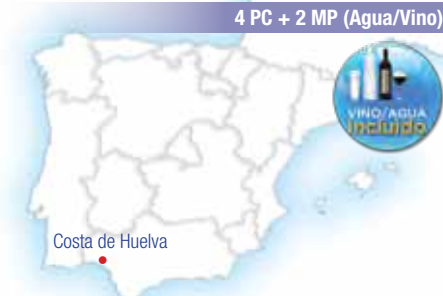 4 PC + 2 MP (Agua/Vino)
VINO/AGUA
incluido
Costa de Huelva